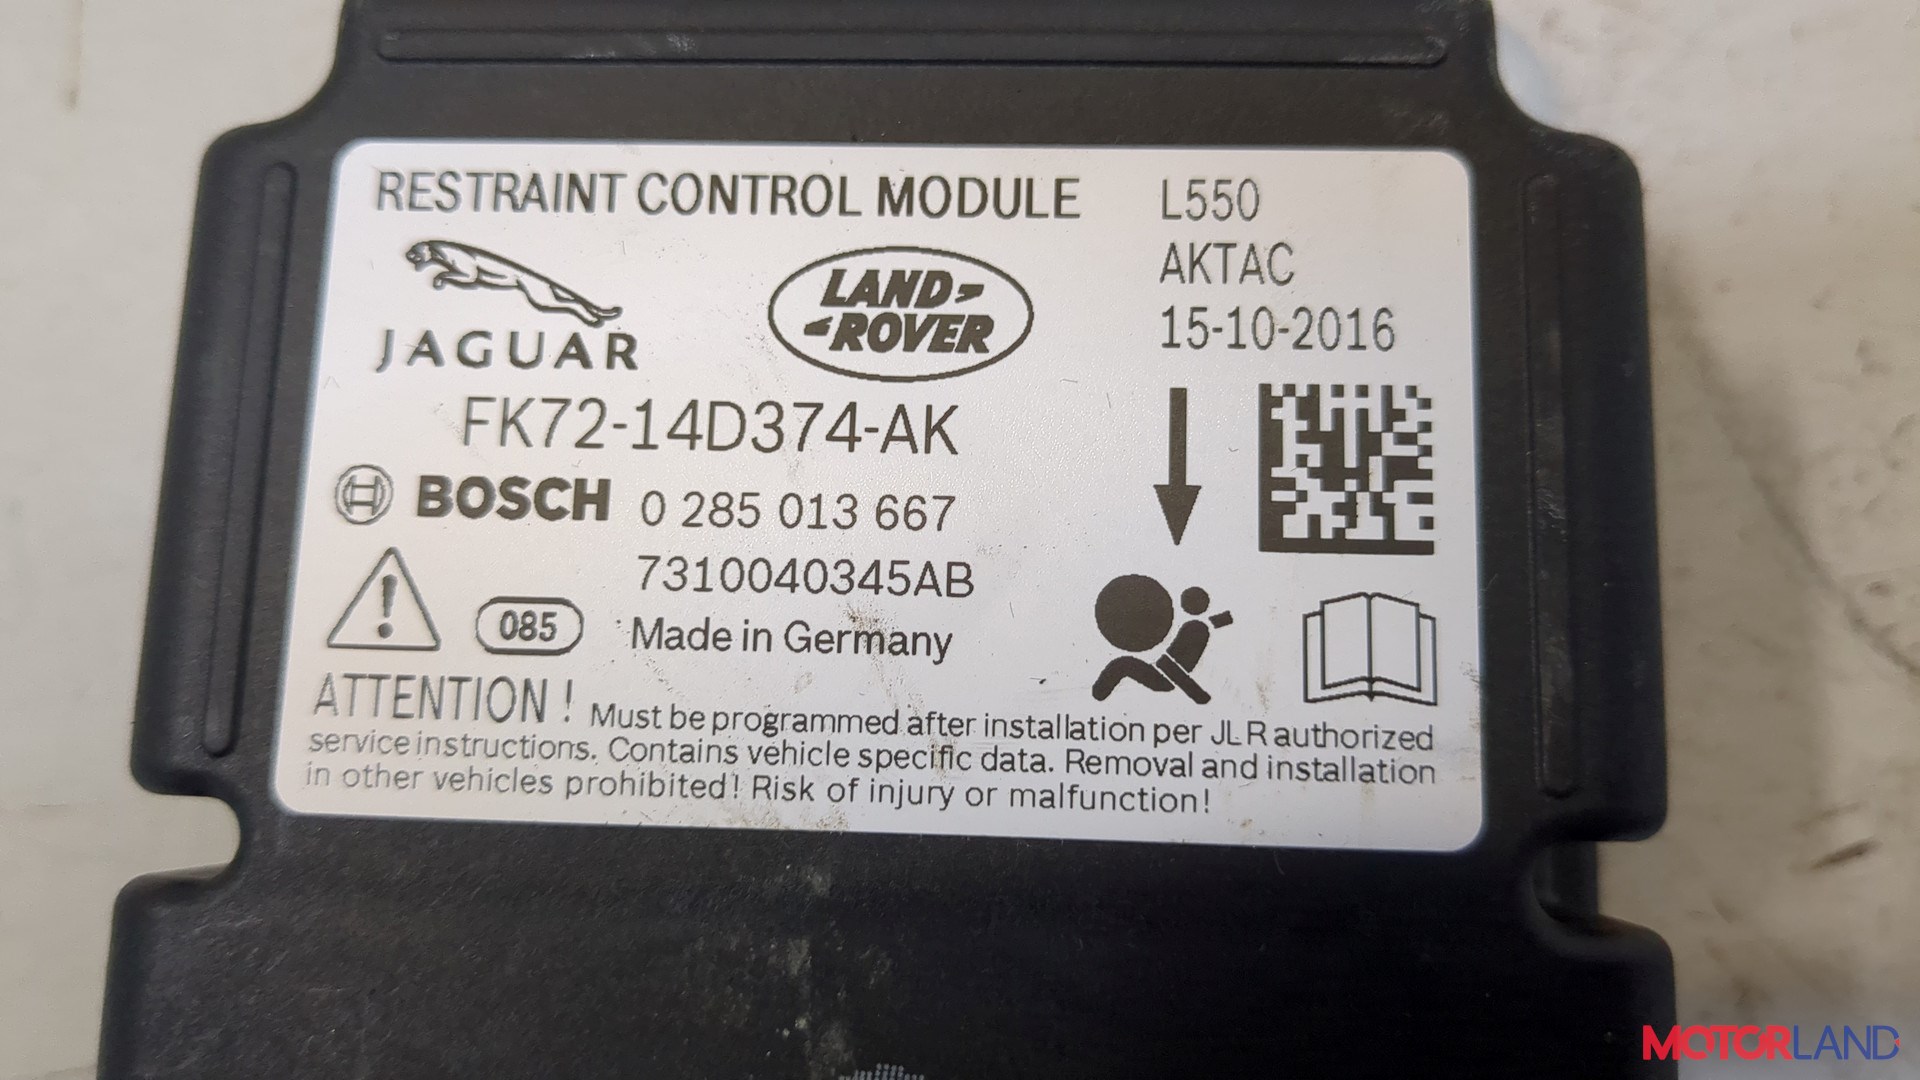 RESTRAINT CONTROL MODULE
L550
AKTAC
15-10-2016
JAGUAR
LAND
ROVER
FK72-14D374-AK
BOSCH 0 285 013 667
7310040345AB
085
Made in Germany
ATTENTION ! Must be programmed after installation per JLR authorized
service instructions. Contains vehicle specific data. Removal and installation
in other vehicles prohibited! Risk of injury or malfunction!
MOTORLAND